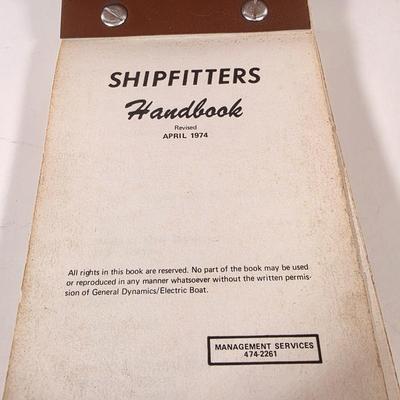 SHIPFITTERS
Handbook
Revised
APRIL 1974
All rights in this book are reserved. No part of the book may be used
or reproduced in any manner whatsoever without the written permis-
sion of General Dynamics/Electric Boat.
MANAGEMENT SERVICES
474-2261